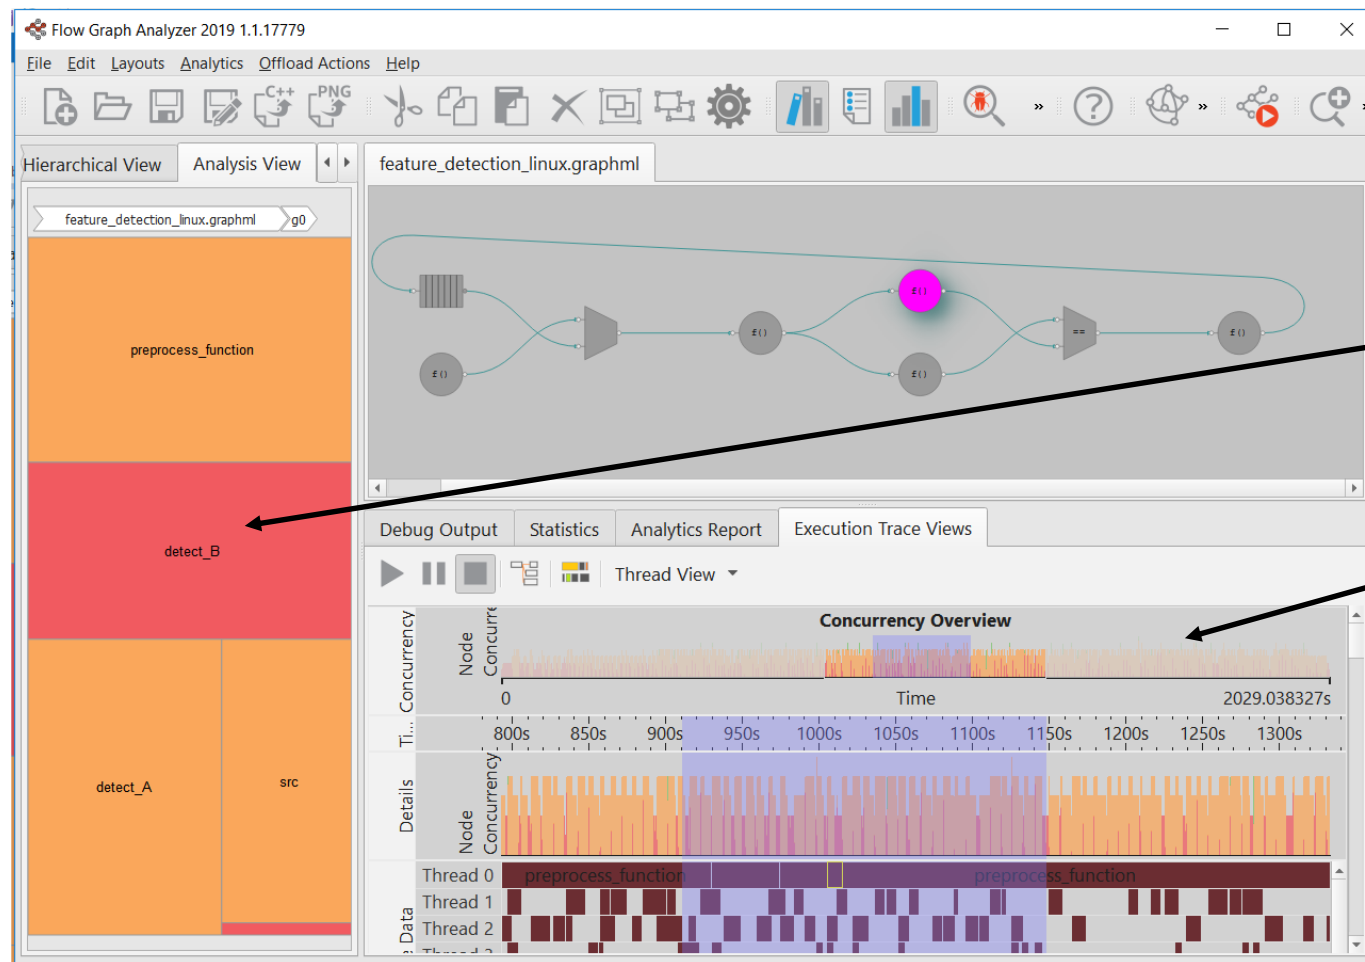 Flow Graph Analyzer 2019 1.1.17779
File Edit Layouts Analytics Offload Actions Help
C++ PNG
» ? » »
Hierarchical View Analysis View
feature_detection_linux.graphml
feature_detection_linux.graphml g0
preprocess_function
detect_B
detect_A
src
f()
f()
f()
f()
==
f()
Debug Output Statistics Analytics Report Execution Trace Views
Thread View
Concurrency
Node
Concurre
Concurrency Overview
0 Time 2029.038327s
Ti...
800s 850s 900s 950s 1000s 1050s 1100s 1150s 1200s 1250s 1300s
Details
Node
Concurrency
Thread 0 preprocess_function preprocess_function
Thread 1
Thread 2
Data